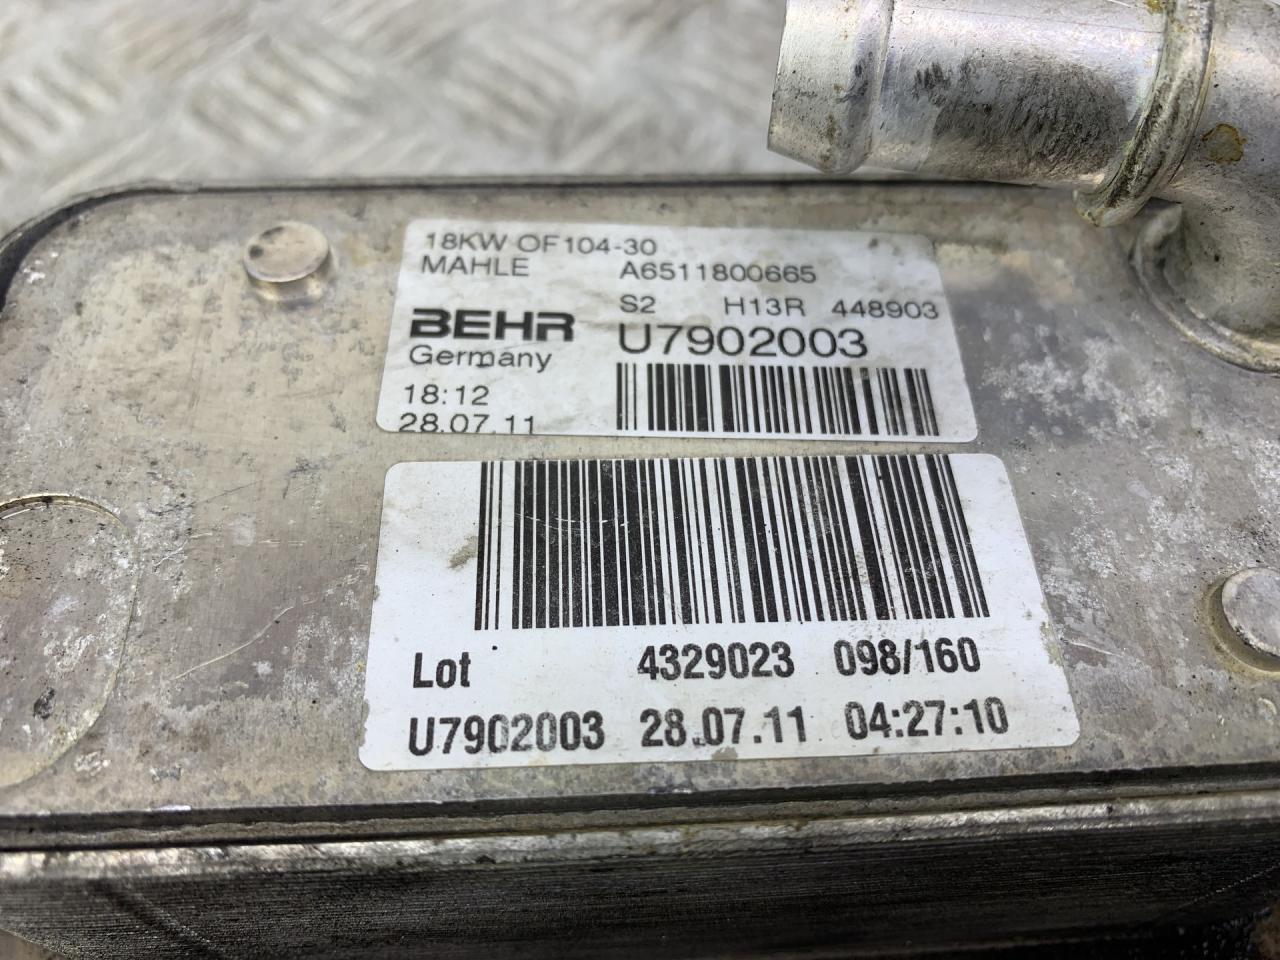 18KW OF104-30
MAHLE A6511800665
S2 H13R 448903
BEHR U7902003
Germany
18:12
28.07.11
Lot 4329023 098/160
U7902003 28.07.11 04:27:10